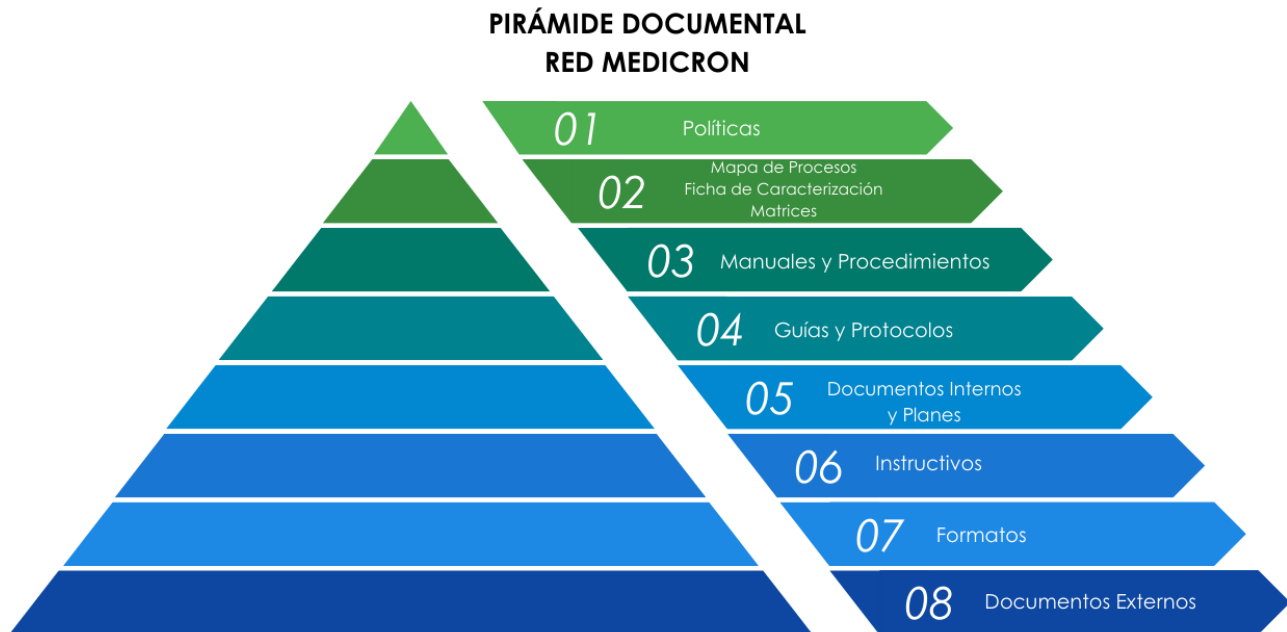 PIRÁMIDE DOCUMENTAL
RED MEDICRON
01 Políticas
02 Mapa de Procesos
Ficha de Caracterización
Matrices
03 Manuales y Procedimientos
04 Guías y Protocolos
05 Documentos Internos
y Planes
06 Instructivos
07 Formatos
08 Documentos Externos